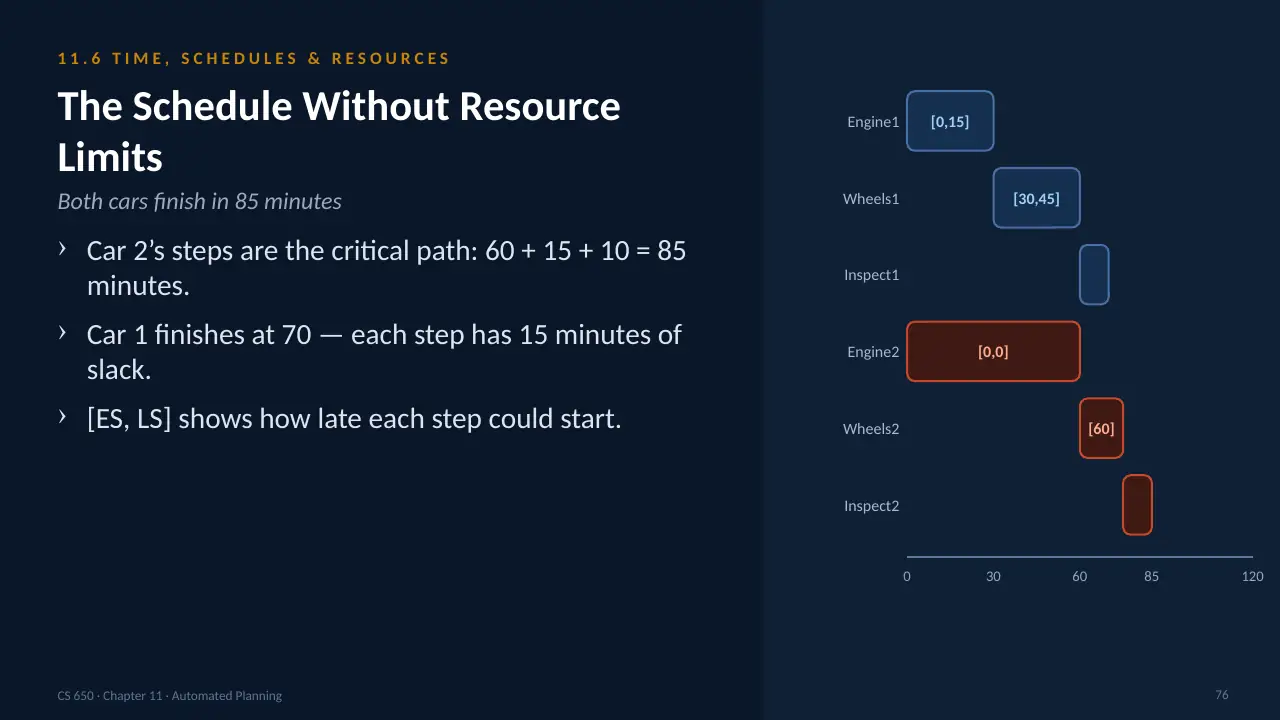 11.6 TIME, SCHEDULES & RESOURCES
The Schedule Without Resource
Limits
Both cars finish in 85 minutes
› Car 2’s steps are the critical path: 60 + 15 + 10 = 85
minutes.
› Car 1 finishes at 70 — each step has 15 minutes of
slack.
› [ES, LS] shows how late each step could start.
Engine1 [0,15]
Wheels1 [30,45]
Inspect1
Engine2 [0,0]
Wheels2 [60]
Inspect2
0 30 60 85 120
CS 650 · Chapter 11 · Automated Planning
76